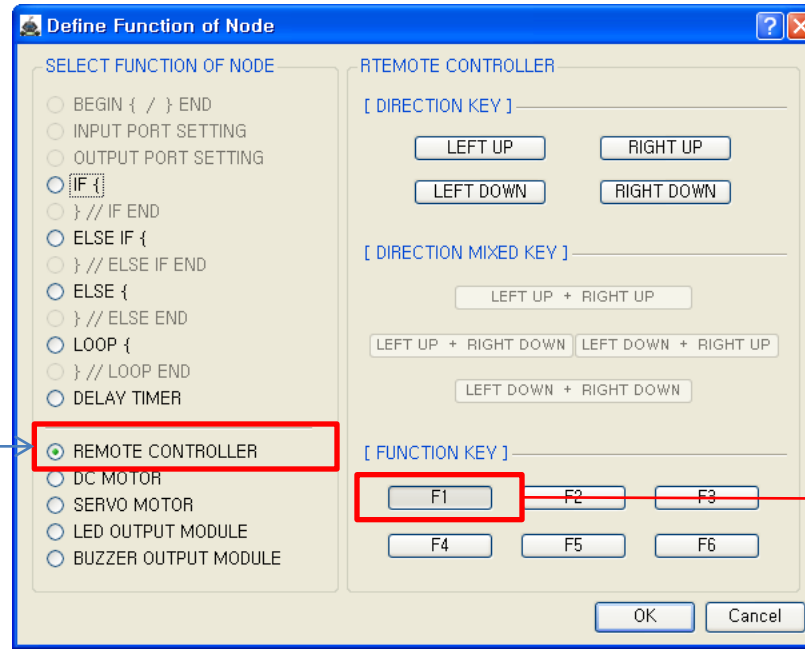 Define Function of Node
SELECT FUNCTION OF NODE
BEGIN { / } END
INPUT PORT SETTING
OUTPUT PORT SETTING
IF {
} // IF END
ELSE IF {
} // ELSE IF END
ELSE {
} // ELSE END
LOOP {
} // LOOP END
DELAY TIMER
REMOTE CONTROLLER
DC MOTOR
SERVO MOTOR
LED OUTPUT MODULE
BUZZER OUTPUT MODULE
RTEMOTE CONTROLLER
[ DIRECTION KEY ]
LEFT UP RIGHT UP
LEFT DOWN RIGHT DOWN
[ DIRECTION MIXED KEY ]
LEFT UP + RIGHT UP
LEFT UP + RIGHT DOWN LEFT DOWN + RIGHT UP
LEFT DOWN + RIGHT DOWN
[ FUNCTION KEY ]
F1 F2 F3
F4 F5 F6
OK Cancel